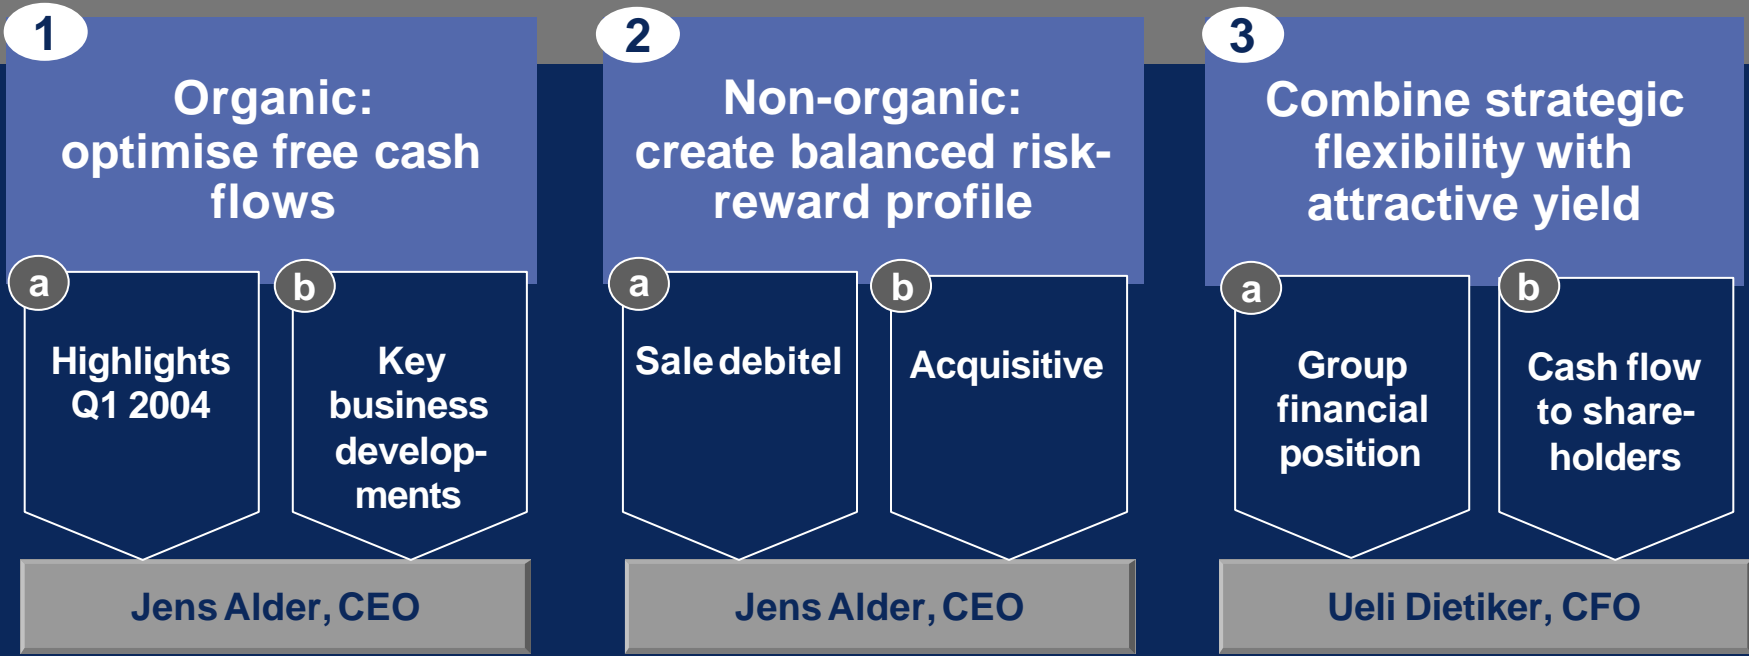 1
Organic:
optimise free cash
flows
a
Highlights
Q1 2004
b
Key
business
develop-
ments
Jens Alder, CEO
2
Non-organic:
create balanced risk-
reward profile
a
Sale debitel
b
Acquisitive
Jens Alder, CEO
3
Combine strategic
flexibility with
attractive yield
a
Group
financial
position
b
Cash flow
to share-
holders
Ueli Dietiker, CFO